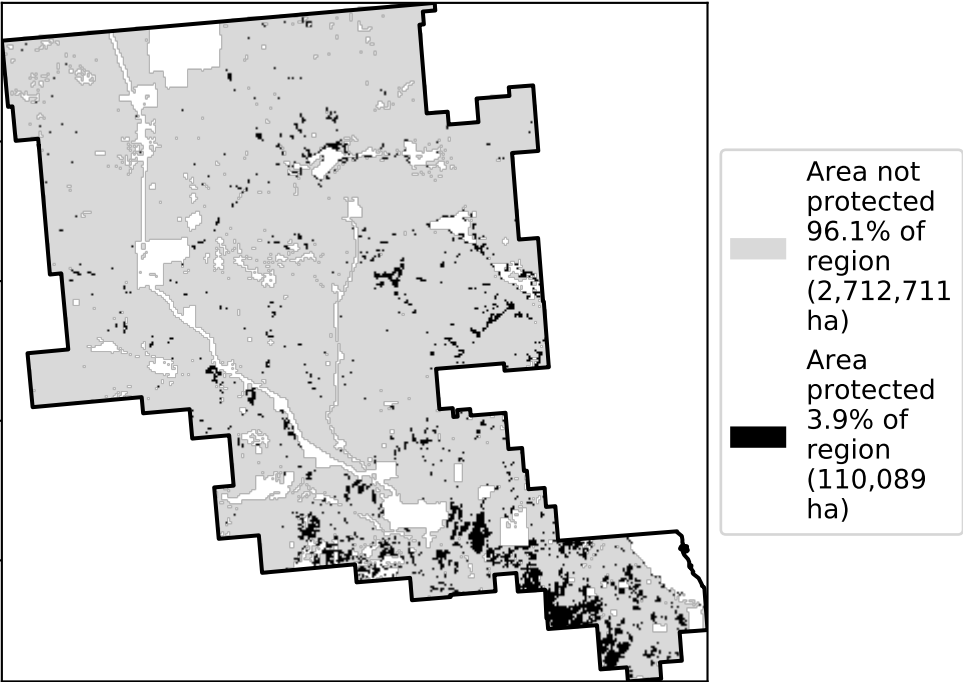 Area not
protected
96.1% of
region
(2,712,711
ha)
Area
protected
3.9% of
region
(110,089
ha)